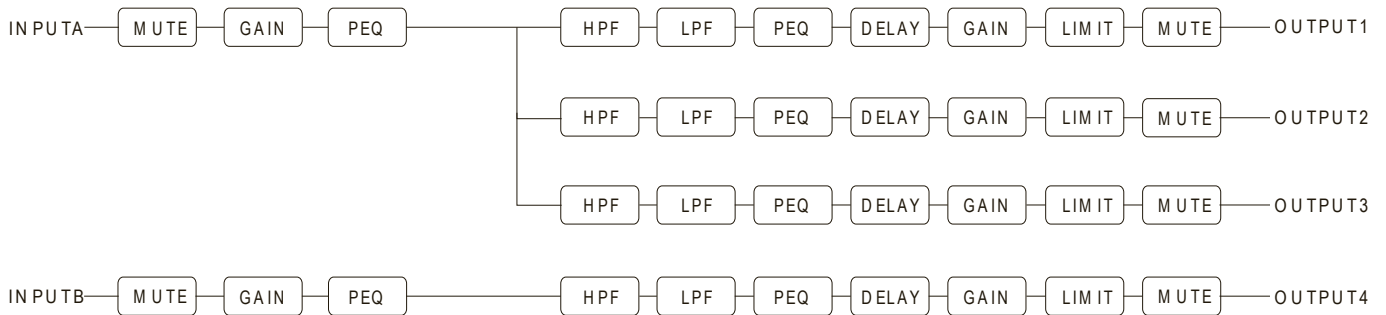 INPUTA MUTE GAIN PEQ HPF LPF PEQ DELAY GAIN LIMIT MUTE OUTPUT1
HPF LPF PEQ DELAY GAIN LIMIT MUTE OUTPUT2
HPF LPF PEQ DELAY GAIN LIMIT MUTE OUTPUT3
INPUTB MUTE GAIN PEQ HPF LPF PEQ DELAY GAIN LIMIT MUTE OUTPUT4